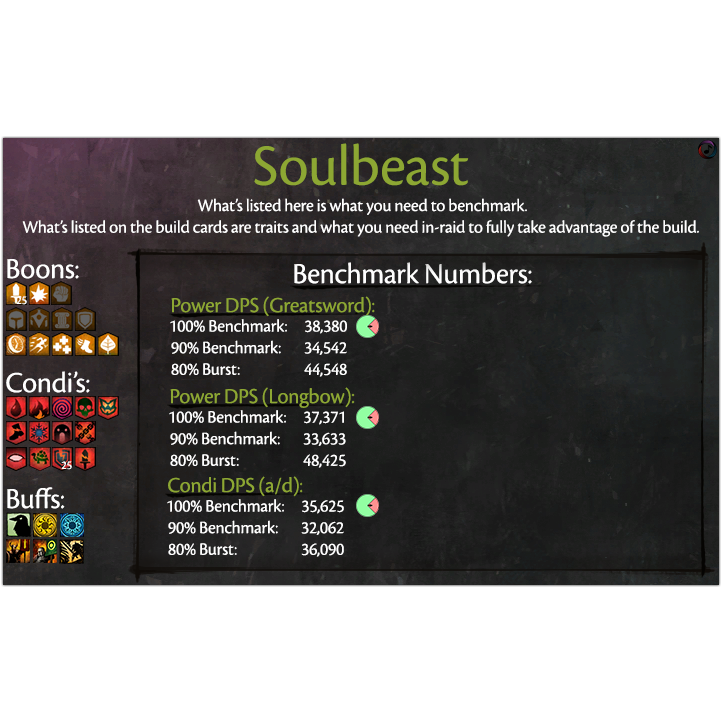 Soulbeast
What's listed here is what you need to benchmark.
What's listed on the build cards are traits and what you need in-raid to fully take advantage of the build.
Boons:
25
Condi's:
25
Buffs:
Benchmark Numbers:
Power DPS (Greatsword):
100% Benchmark: 38,380
90% Benchmark: 34,542
80% Burst: 44,548
Power DPS (Longbow):
100% Benchmark: 37,371
90% Benchmark: 33,633
80% Burst: 48,425
Condi DPS (a/d):
100% Benchmark: 35,625
90% Benchmark: 32,062
80% Burst: 36,090